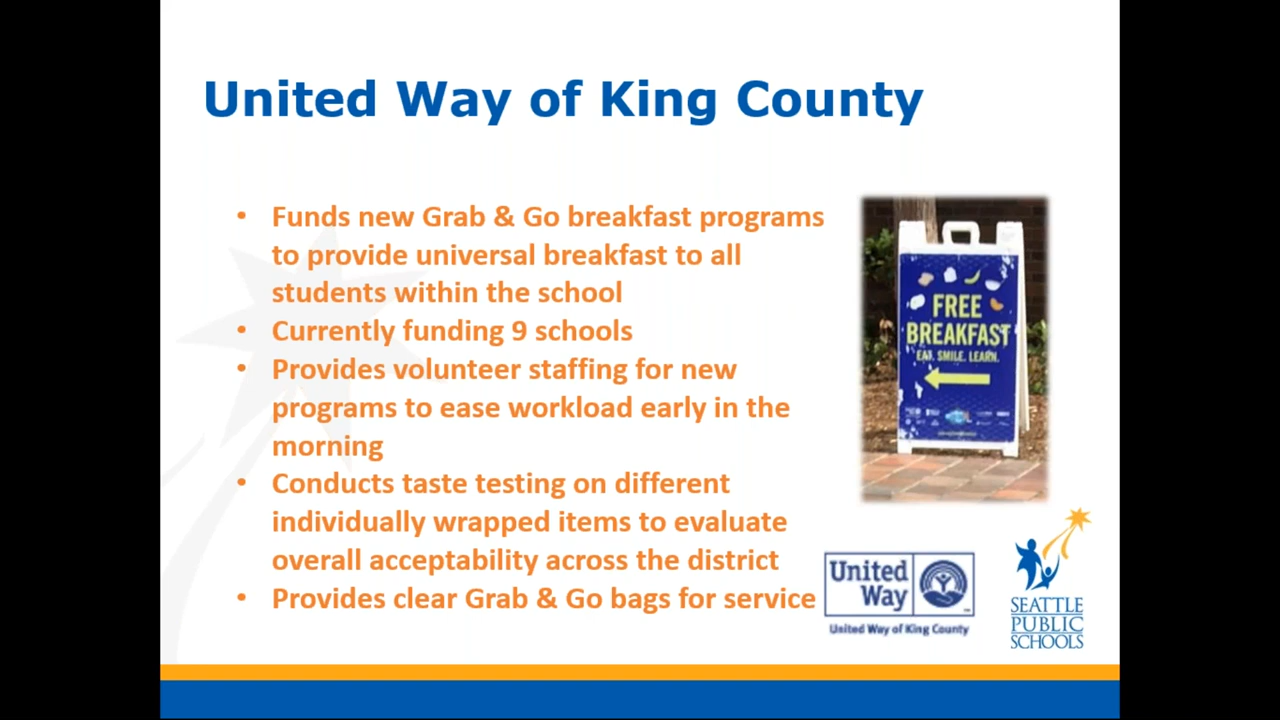 United Way of King County
• Funds new Grab & Go breakfast programs
to provide universal breakfast to all
students within the school
• Currently funding 9 schools
• Provides volunteer staffing for new
programs to ease workload early in the
morning
• Conducts taste testing on different
individually wrapped items to evaluate
overall acceptability across the district
• Provides clear Grab & Go bags for service
FREE
BREAKFAST
EAT. SMILE. LEARN.
United
Way
United Way of King County
SEATTLE
PUBLIC
SCHOOLS